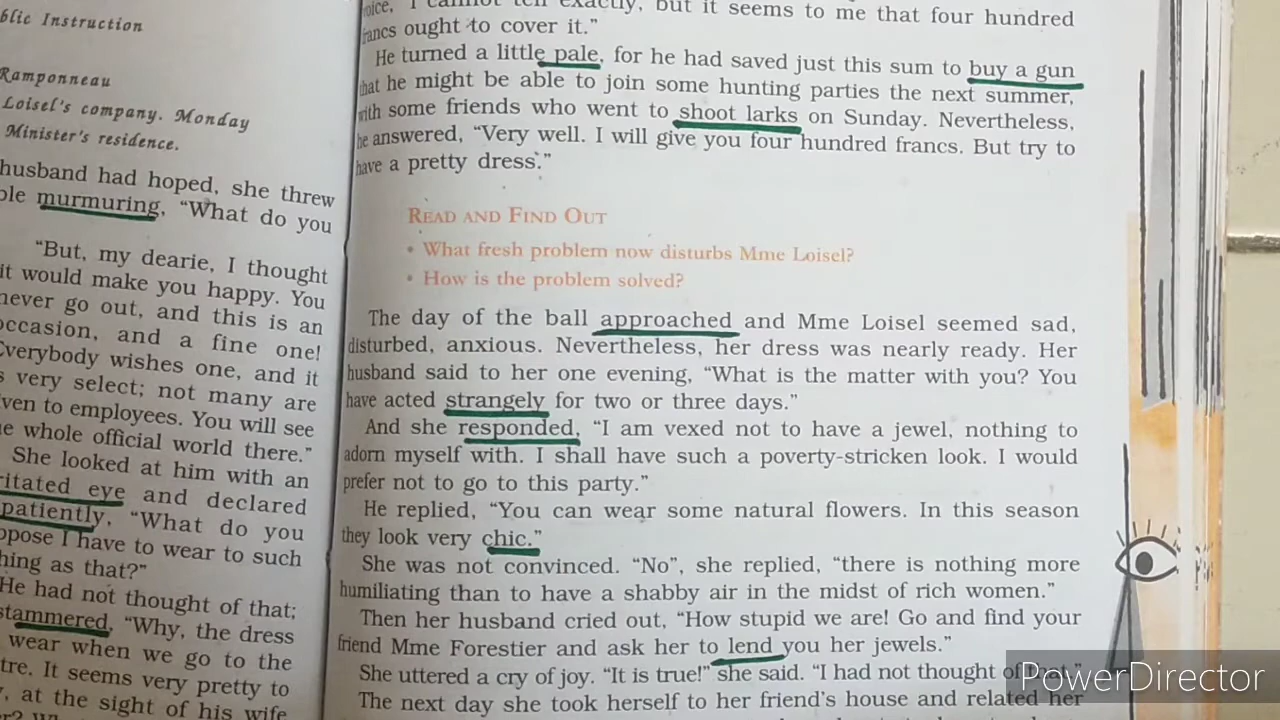 blic Instruction
Ramponneau
Loisel's company. Monday
Minister's residence.
husband had hoped, she threw
murmuring, “What do you
“But, my dearie, I thought
it would make you happy. You
never go out, and this is an
occasion, and a fine one!
Everybody wishes one, and it
s very select; not many are
iven to employees. You will see
e whole official world there.”
She looked at him with an
ritated eye and declared
patiently, “What do you
ppose I have to wear to such
hing as that?”
He had not thought of that;
stammered, “Why, the dress
wear when we go to the
tre. It seems very pretty to
at the sight of his wife
voice, “I cannot tell exactly, but it seems to me that four hundred
francs ought to cover it.”
He turned a little pale, for he had saved just this sum to buy a gun
that he might be able to join some hunting parties the next summer,
with some friends who went to shoot larks on Sunday. Nevertheless,
he answered, “Very well. I will give you four hundred francs. But try to
have a pretty dress.”
READ AND FIND OUT
• What fresh problem now disturbs Mme Loisel?
• How is the problem solved?
The day of the ball approached and Mme Loisel seemed sad,
disturbed, anxious. Nevertheless, her dress was nearly ready. Her
husband said to her one evening, “What is the matter with you? You
have acted strangely for two or three days.”
And she responded, “I am vexed not to have a jewel, nothing to
adorn myself with. I shall have such a poverty-stricken look. I would
prefer not to go to this party.”
He replied, “You can wear some natural flowers. In this season
they look very chic.”
She was not convinced. “No”, she replied, “there is nothing more
humiliating than to have a shabby air in the midst of rich women.”
Then her husband cried out, “How stupid we are! Go and find your
friend Mme Forestier and ask her to lend you her jewels.”
She uttered a cry of joy. “It is true!” she said. “I had not thought of that.”
The next day she took herself to her friend's house and related her
PowerDirector